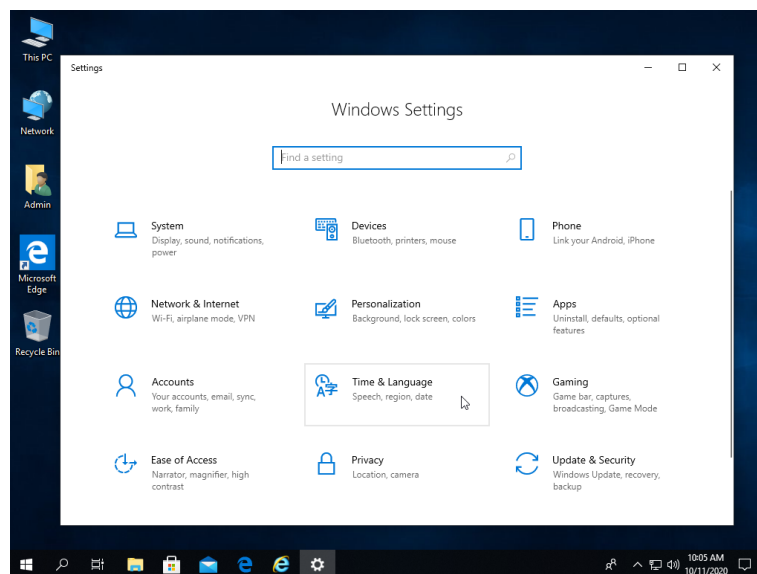 This PC
Network
Admin
Microsoft
Edge
Recycle Bin
Settings
Windows Settings
Find a setting
System
Display, sound, notifications,
power
Devices
Bluetooth, printers, mouse
Phone
Link your Android, iPhone
Network & Internet
Wi-Fi, airplane mode, VPN
Personalization
Background, lock screen, colors
Apps
Uninstall, defaults, optional
features
Accounts
Your accounts, email, sync,
work, family
Time & Language
Speech, region, date
Gaming
Game bar, captures,
broadcasting, Game Mode
Ease of Access
Narrator, magnifier, high
contrast
Privacy
Location, camera
Update & Security
Windows Update, recovery,
backup
10:05 AM
10/11/2020